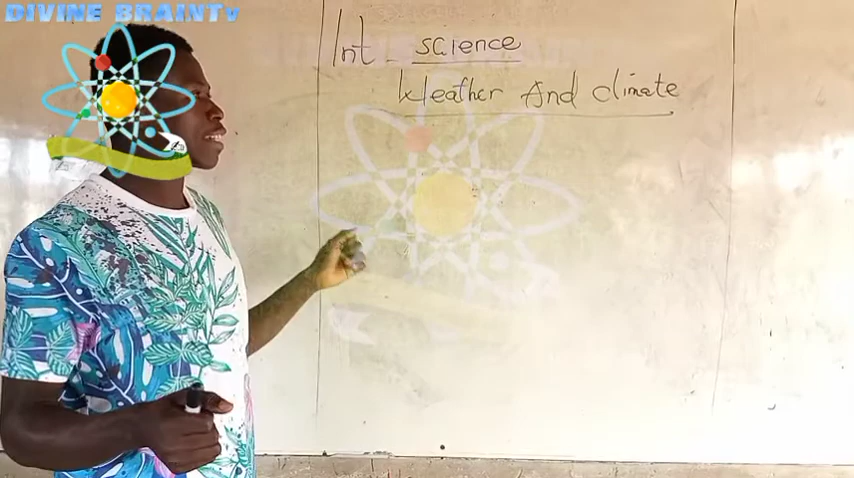 DIVINE BRAINTv
Int - science
Weather And climate